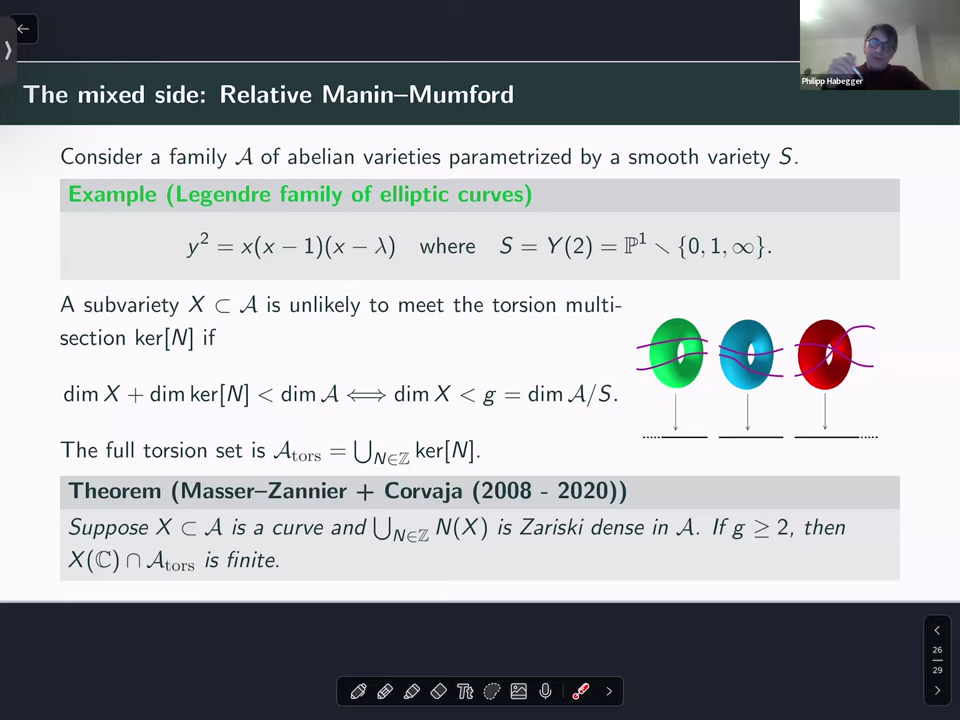 Philipp Habegger
The mixed side: Relative Manin–Mumford
Consider a family 𝒜 of abelian varieties parametrized by a smooth variety S.
Example (Legendre family of elliptic curves)
y² = x(x − 1)(x − λ) where S = Y(2) = ℙ¹ ∖ {0, 1, ∞}.
A subvariety X ⊂ 𝒜 is unlikely to meet the torsion multi-
section ker[N] if
dim X + dim ker[N] < dim 𝒜 ⟺ dim X < g = dim 𝒜/S.
The full torsion set is 𝒜_tors = ⋃_{N∈ℤ} ker[N].
Theorem (Masser–Zannier + Corvaja (2008 - 2020))
Suppose X ⊂ 𝒜 is a curve and ⋃_{N∈ℤ} N(X) is Zariski dense in 𝒜. If g ≥ 2, then
X(ℂ) ∩ 𝒜_tors is finite.
26
29
Tt